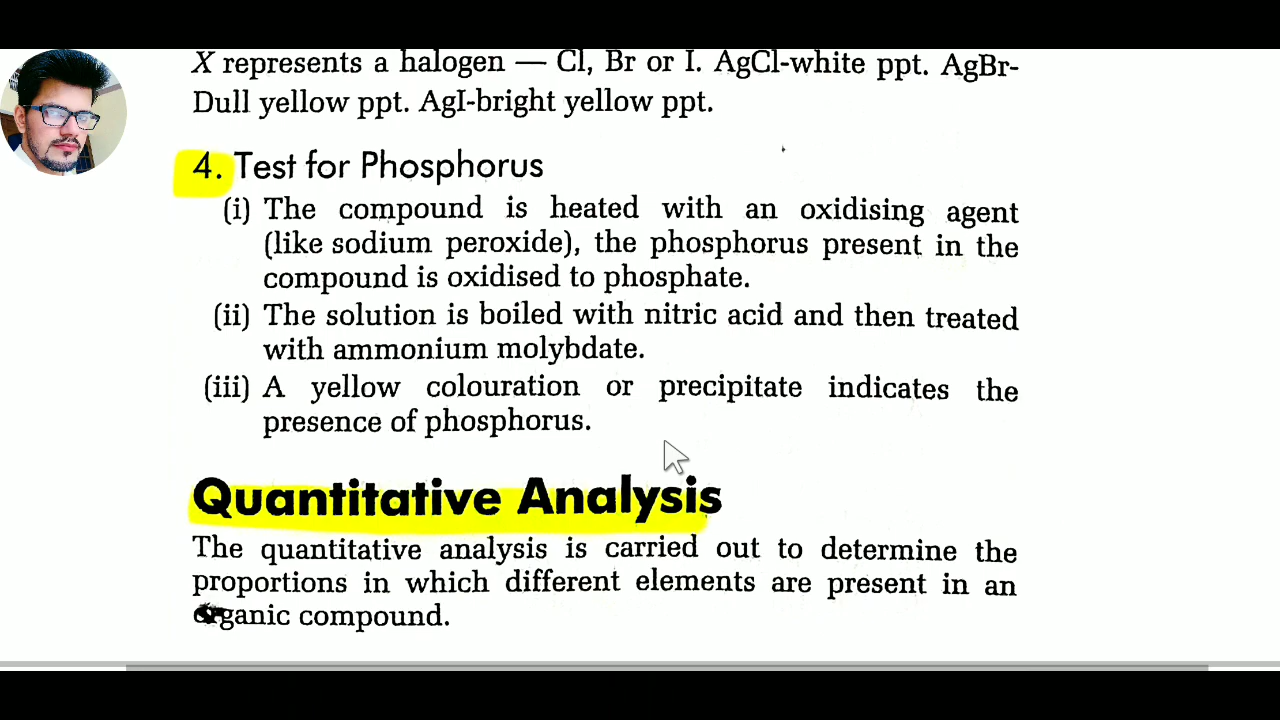 X represents a halogen — Cl, Br or I. AgCl-white ppt. AgBr-
Dull yellow ppt. AgI-bright yellow ppt.
4. Test for Phosphorus
(i) The compound is heated with an oxidising agent
(like sodium peroxide), the phosphorus present in the
compound is oxidised to phosphate.
(ii) The solution is boiled with nitric acid and then treated
with ammonium molybdate.
(iii) A yellow colouration or precipitate indicates the
presence of phosphorus.
Quantitative Analysis
The quantitative analysis is carried out to determine the
proportions in which different elements are present in an
organic compound.